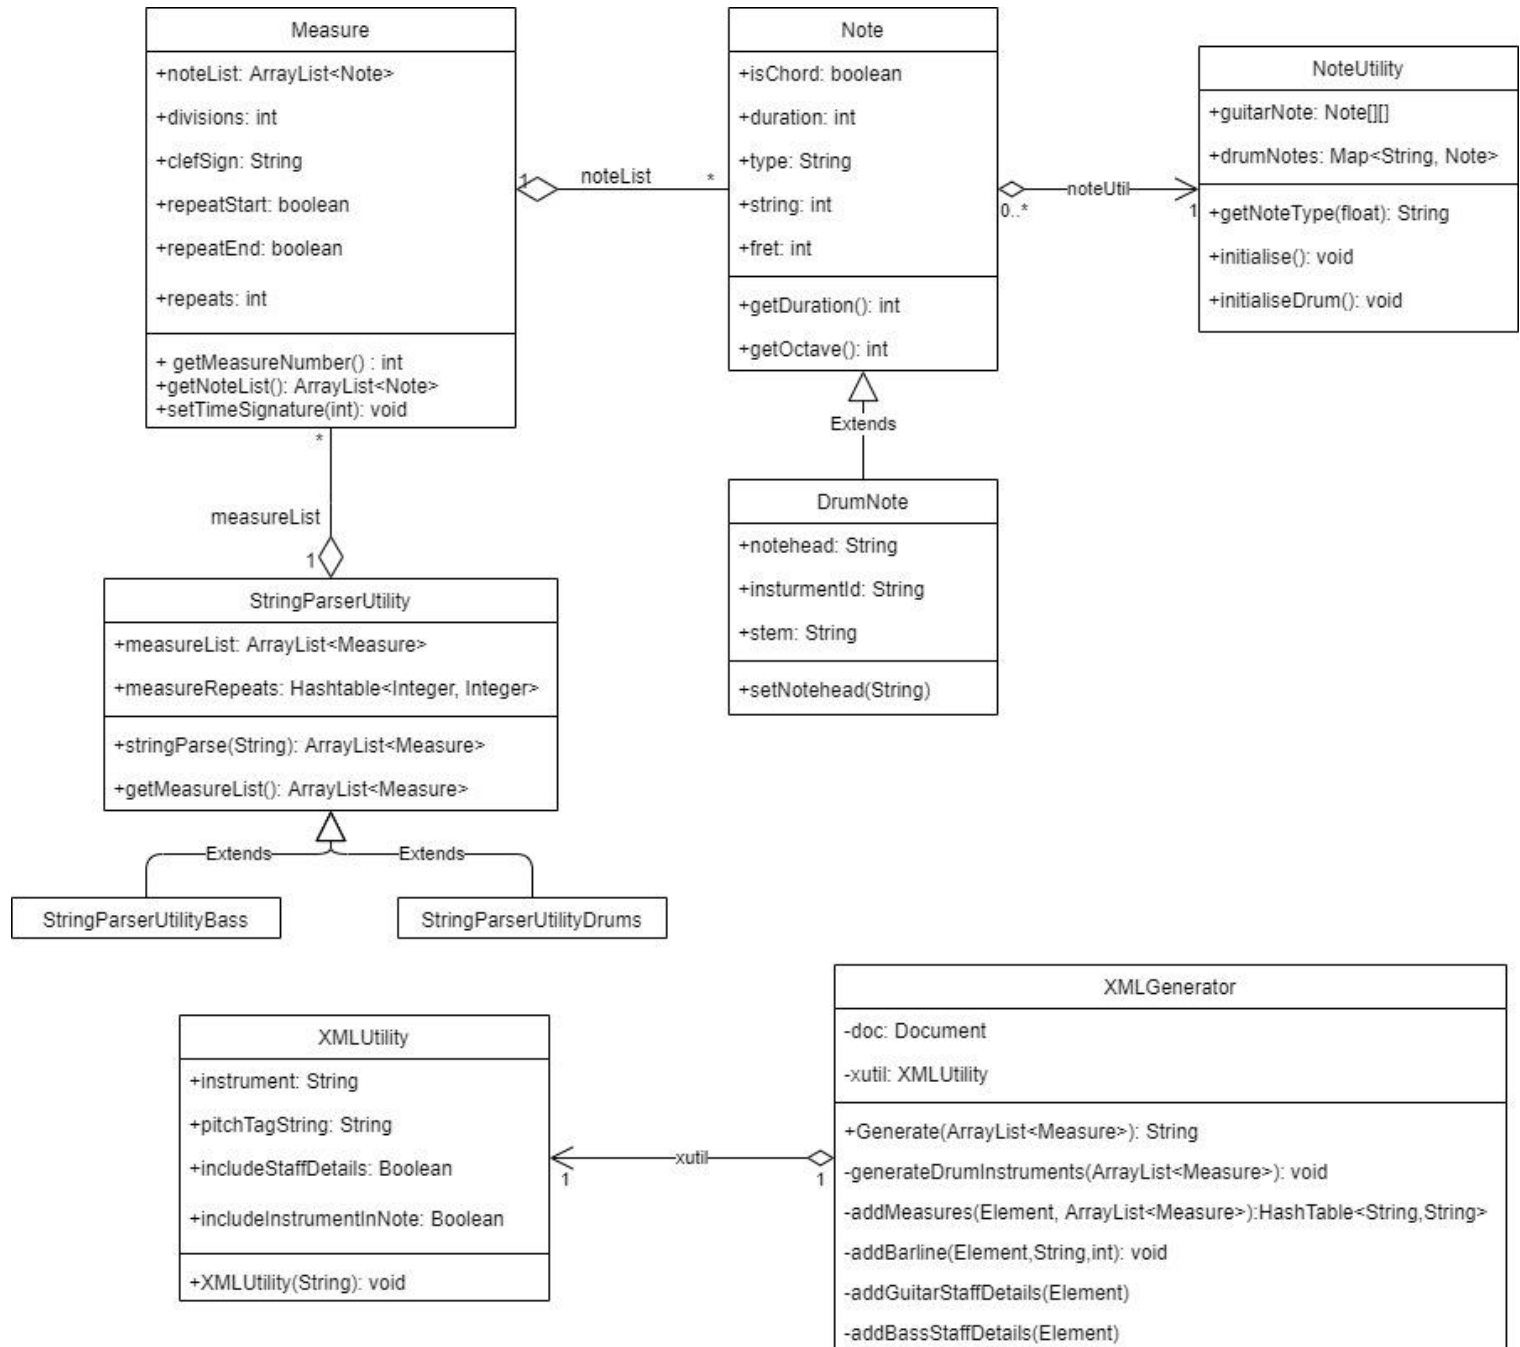 Measure
+noteList: ArrayList<Note>
+divisions: int
+clefSign: String
+repeatStart: boolean
+repeatEnd: boolean
+repeats: int
+ getMeasureNumber() : int
+getNoteList(): ArrayList<Note>
+setTimeSignature(int): void
1
noteList
*
Note
+isChord: boolean
+duration: int
+type: String
+string: int
+fret: int
+getDuration(): int
+getOctave(): int
0..*
noteUtil
1
NoteUtility
+guitarNote: Note[][]
+drumNotes: Map<String, Note>
+getNoteType(float): String
+initialise(): void
+initialiseDrum(): void
Extends
DrumNote
+notehead: String
+insturmentId: String
+stem: String
+setNotehead(String)
*
measureList
1
StringParserUtility
+measureList: ArrayList<Measure>
+measureRepeats: Hashtable<Integer, Integer>
+stringParse(String): ArrayList<Measure>
+getMeasureList(): ArrayList<Measure>
Extends
Extends
StringParserUtilityBass
StringParserUtilityDrums
XMLUtility
+instrument: String
+pitchTagString: String
+includeStaffDetails: Boolean
+includeInstrumentInNote: Boolean
+XMLUtility(String): void
1
xutil
1
XMLGenerator
-doc: Document
-xutil: XMLUtility
+Generate(ArrayList<Measure>): String
-generateDrumInstruments(ArrayList<Measure>): void
-addMeasures(Element, ArrayList<Measure>):HashTable<String,String>
-addBarline(Element,String,int): void
-addGuitarStaffDetails(Element)
-addBassStaffDetails(Element)